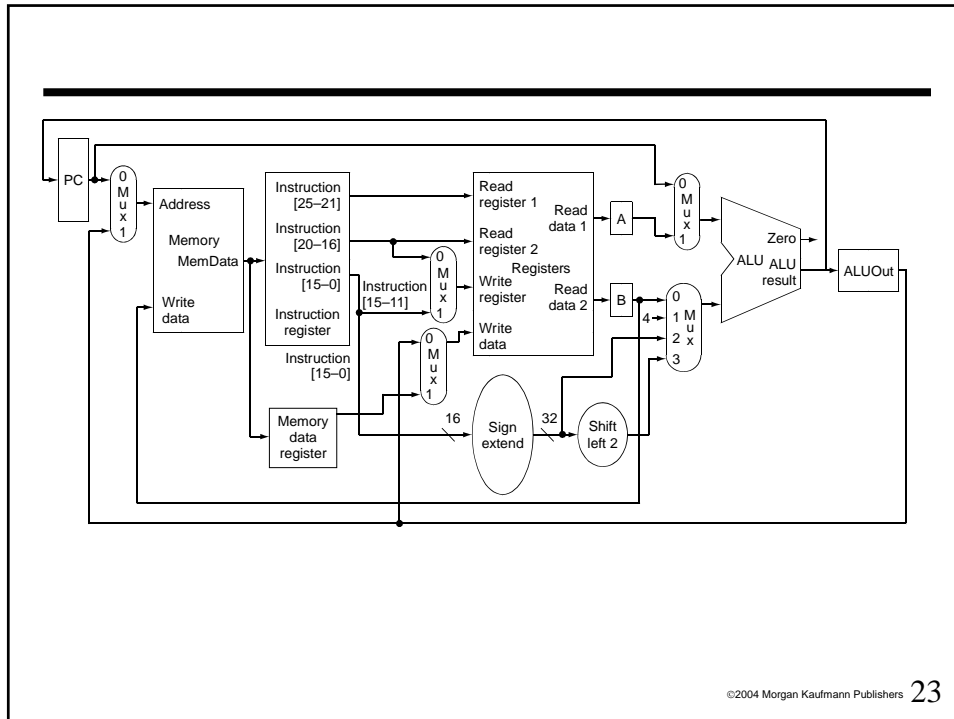 PC
0
M
u
x
1
Address
Memory
MemData
Write
data
Instruction
[25–21]
Instruction
[20–16]
Instruction
[15–0]
Instruction
register
Instruction
[15–11]
Instruction
[15–0]
Memory
data
register
0
M
u
x
1
0
M
u
x
1
Read
register 1
Read
register 2
Registers
Write
register
Write
data
Read
data 1
Read
data 2
16
Sign
extend
32
Shift
left 2
A
B
4
0
M
u
x
1
0
1
2
3
M
u
x
Zero
ALU
ALU
result
ALUOut
©2004 Morgan Kaufmann Publishers 23